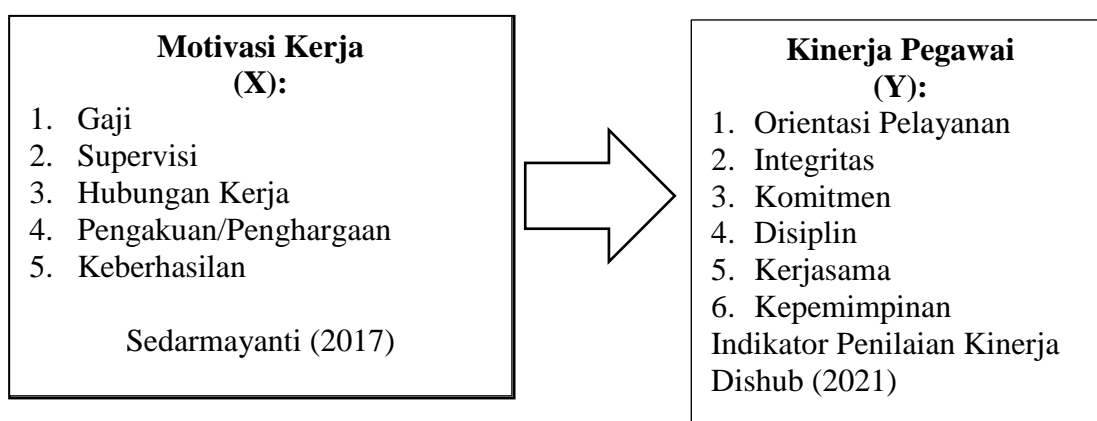 Motivasi Kerja
(X):
1. Gaji
2. Supervisi
3. Hubungan Kerja
4. Pengakuan/Penghargaan
5. Keberhasilan
Sedarmayanti (2017)
Kinerja Pegawai
(Y):
1. Orientasi Pelayanan
2. Integritas
3. Komitmen
4. Disiplin
5. Kerjasama
6. Kepemimpinan
Indikator Penilaian Kinerja
Dishub (2021)